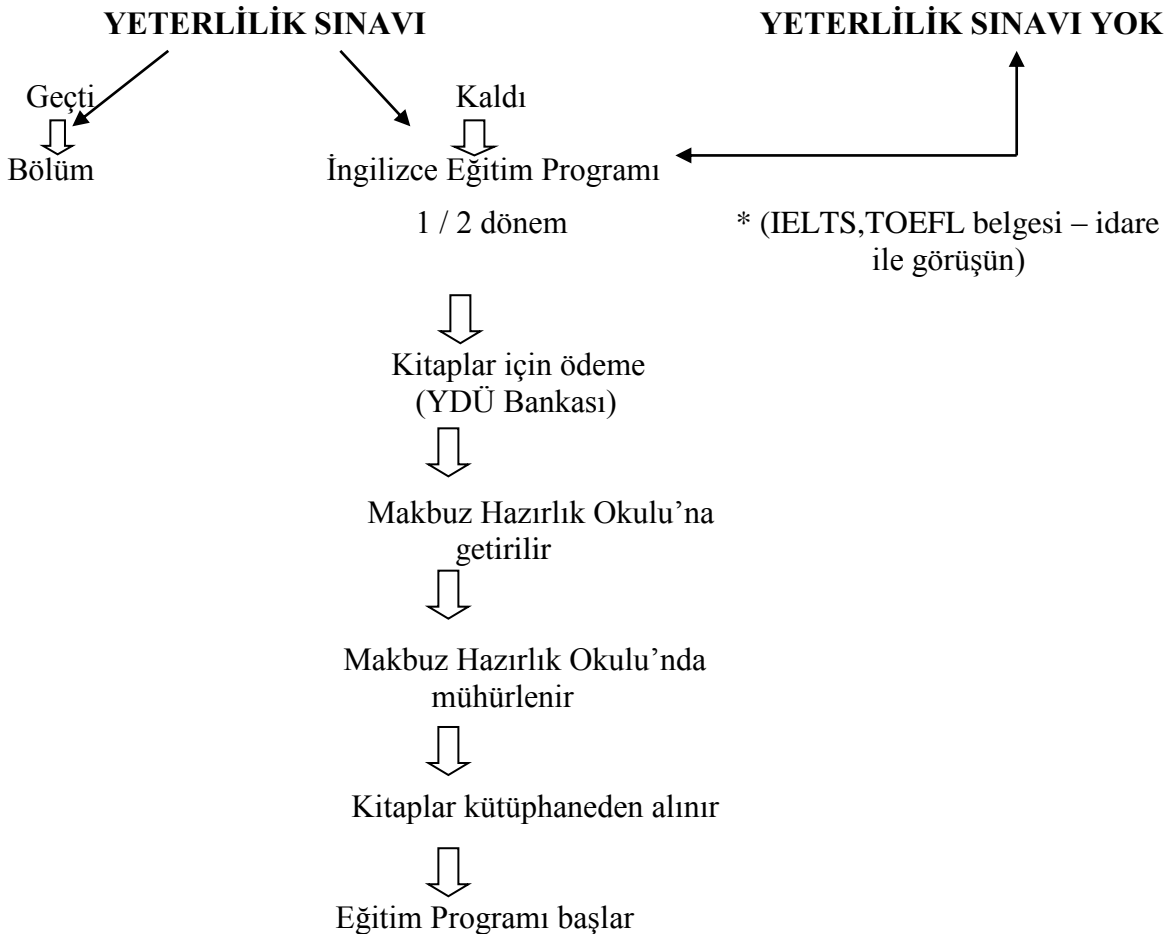 YETERLİLİK SINAVI
YETERLİLİK SINAVI YOK
Geçti
Kaldı
Bölüm
İngilizce Eğitim Programı
1 / 2 dönem
* (IELTS,TOEFL belgesi – idare
ile görüşün)
Kitaplar için ödeme
(YDÜ Bankası)
Makbuz Hazırlık Okulu’na
getirilir
Makbuz Hazırlık Okulu’nda
mühürlenir
Kitaplar kütüphaneden alınır
Eğitim Programı başlar